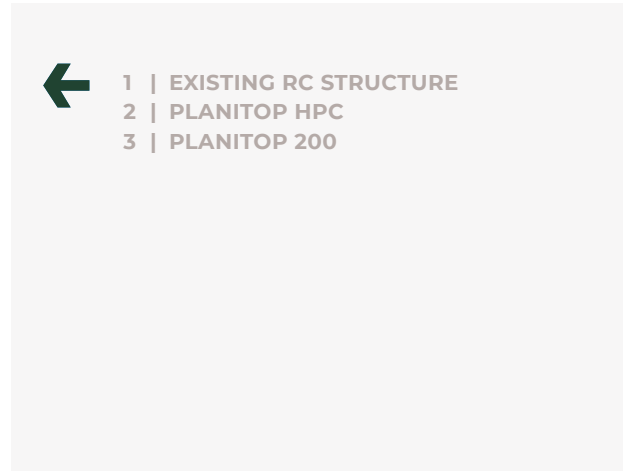 1 | EXISTING RC STRUCTURE
2 | PLANITOP HPC
3 | PLANITOP 200